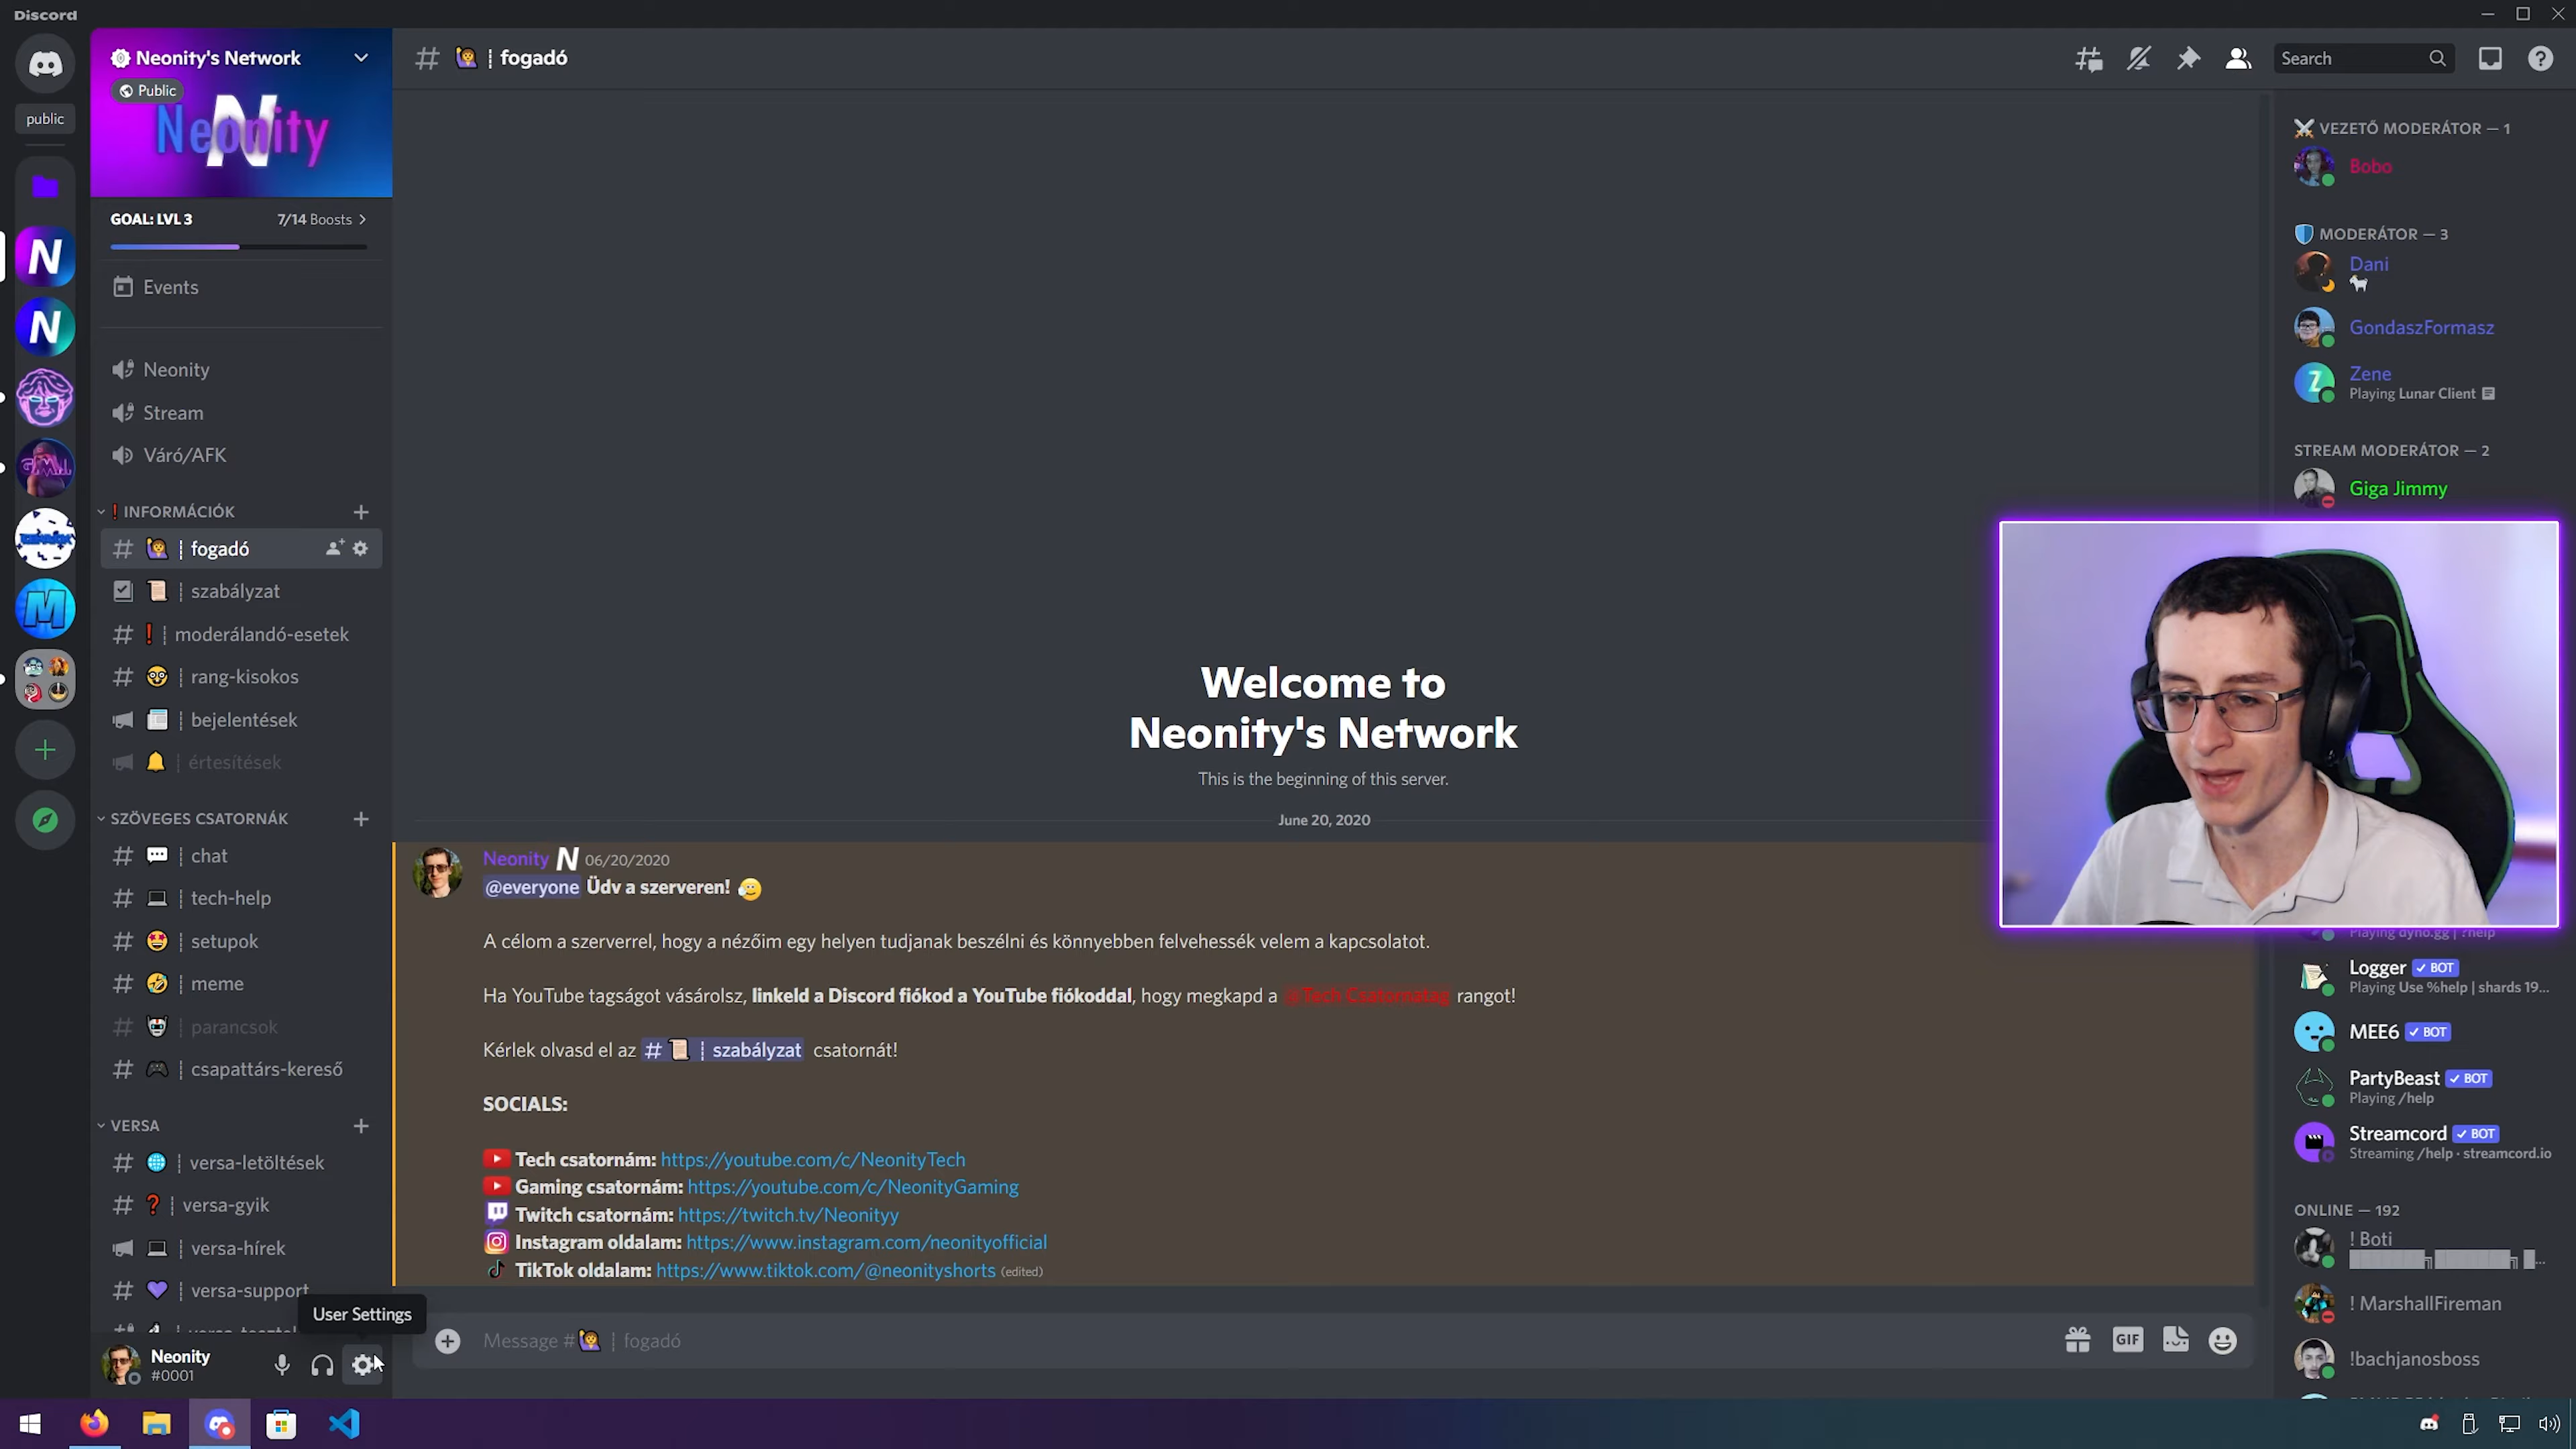 Discord
public
Neonity's Network
Public
Neonity
GOAL: LVL 3
7/14 Boosts
Events
Neonity
Stream
Váró/AFK
INFORMÁCIÓK
┆ fogadó
┆ szabályzat
┆ moderálandó-esetek
┆ rang-kisokos
┆ bejelentések
┆ értesítések
SZÖVEGES CSATORNÁK
┆ chat
┆ tech-help
┆ setupok
┆ meme
┆ parancsok
┆ csapattárs-kereső
VERSA
┆ versa-letöltések
┆ versa-gyik
┆ versa-hírek
┆ versa-support
User Settings
Neonity
#0001
┆ fogadó
Search
Welcome to
Neonity's Network
This is the beginning of this server.
June 20, 2020
Neonity N 06/20/2020
@everyone Üdv a szerveren!
A célom a szerverrel, hogy a nézőim egy helyen tudjanak beszélni és könnyebben felvehessék velem a kapcsolatot.
Ha YouTube tagságot vásárolsz, linkeld a Discord fiókod a YouTube fiókoddal, hogy megkapd a @Tech Csatornatag rangot!
Kérlek olvasd el az # ┆ szabályzat csatornát!
SOCIALS:
Tech csatornám: https://youtube.com/c/NeonityTech
Gaming csatornám: https://youtube.com/c/NeonityGaming
Twitch csatornám: https://twitch.tv/Neonityy
Instagram oldalam: https://www.instagram.com/neonityofficial
TikTok oldalam: https://www.tiktok.com/@neonityshorts (edited)
Message # ┆ fogadó
GIF
VEZETŐ MODERÁTOR — 1
Bobo
MODERÁTOR — 3
Dani
GondaszFormasz
Zene
Playing Lunar Client
STREAM MODERÁTOR — 2
Giga Jimmy
Playing dyno.gg | ?help
Logger BOT
Playing Use %help | shards 19...
MEE6 BOT
PartyBeast BOT
Playing /help
Streamcord BOT
Streaming /help · streamcord.io
ONLINE — 192
! Boti
! MarshallFireman
!bachjanosboss